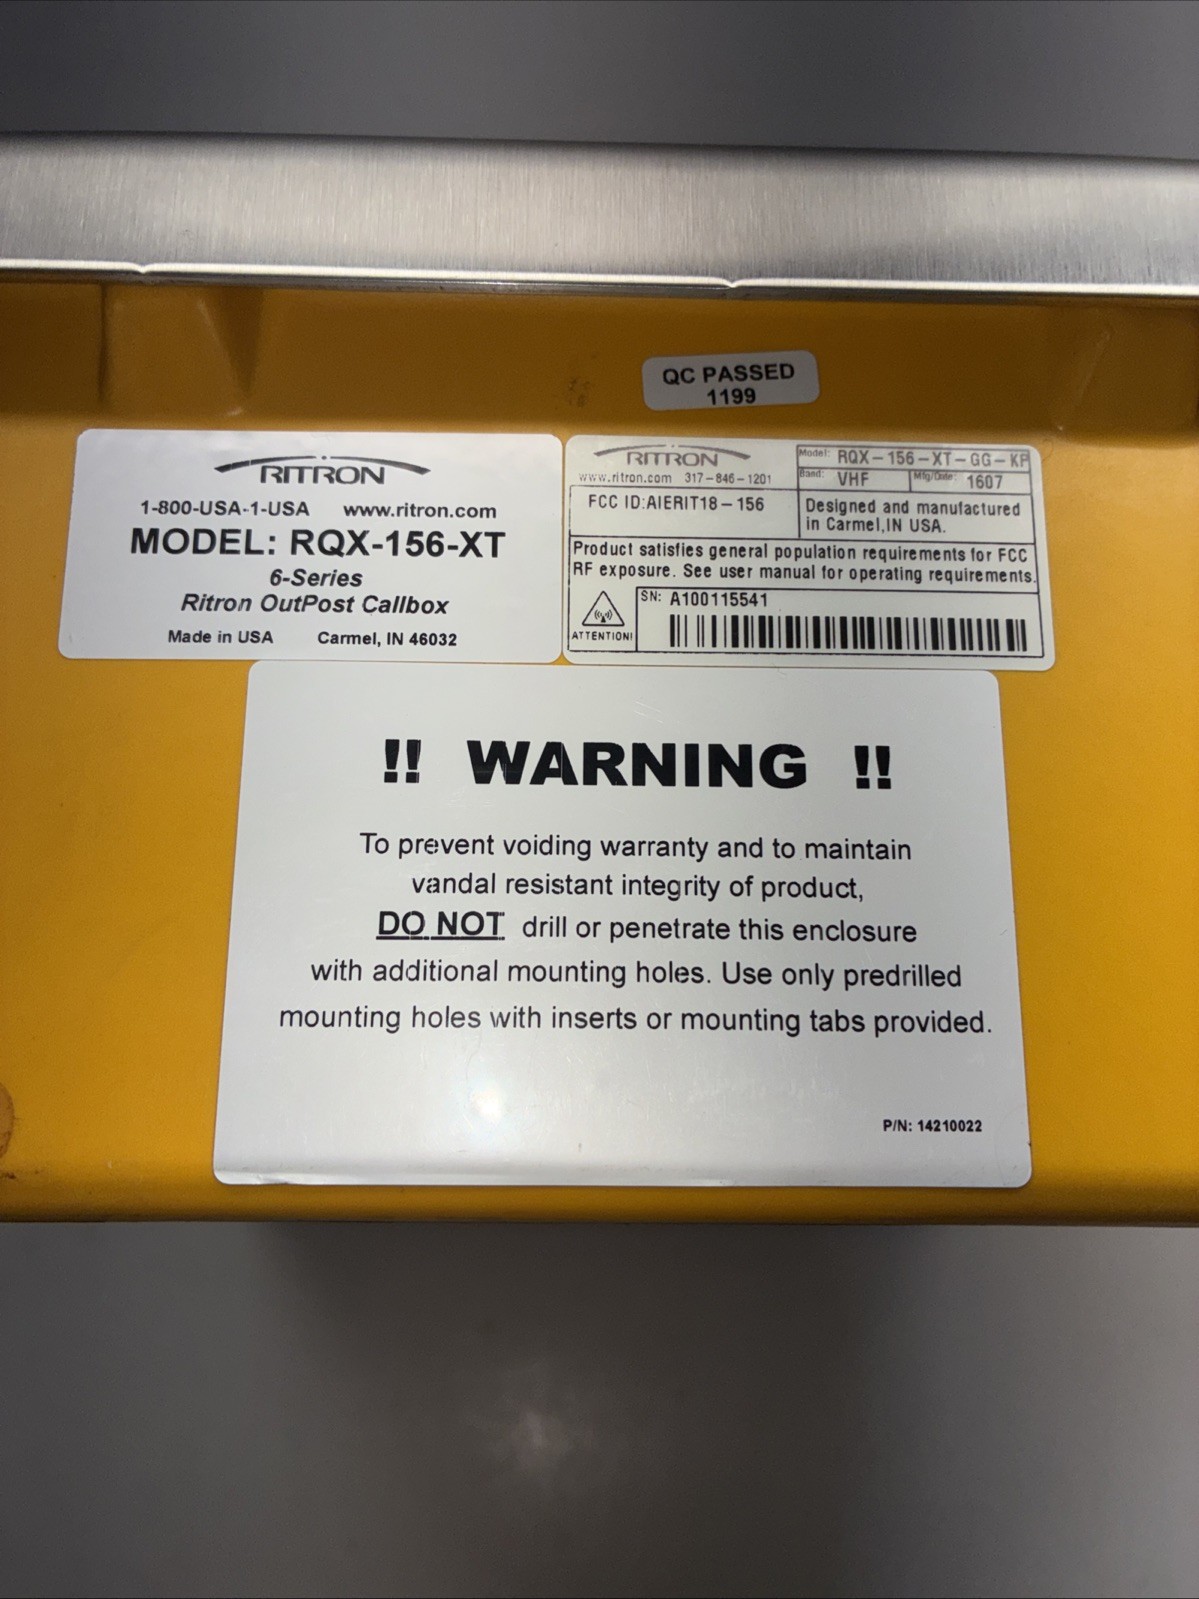 QC PASSED
1199
RITRON
1-800-USA-1-USA www.ritron.com
MODEL: RQX-156-XT
6-Series
Ritron OutPost Callbox
Made in USA Carmel, IN 46032
RITRON
www.ritron.com 317-846-1201
Model: RQX-156-XT-GG-KP
Band: VHF Mfg/Date: 1607
FCC ID:AIERIT18-156
Designed and manufactured
in Carmel,IN USA.
Product satisfies general population requirements for FCC
RF exposure. See user manual for operating requirements.
ATTENTION!
SN: A100115541
!! WARNING !!
To prevent voiding warranty and to maintain
vandal resistant integrity of product,
DO NOT drill or penetrate this enclosure
with additional mounting holes. Use only predrilled
mounting holes with inserts or mounting tabs provided.
P/N: 14210022